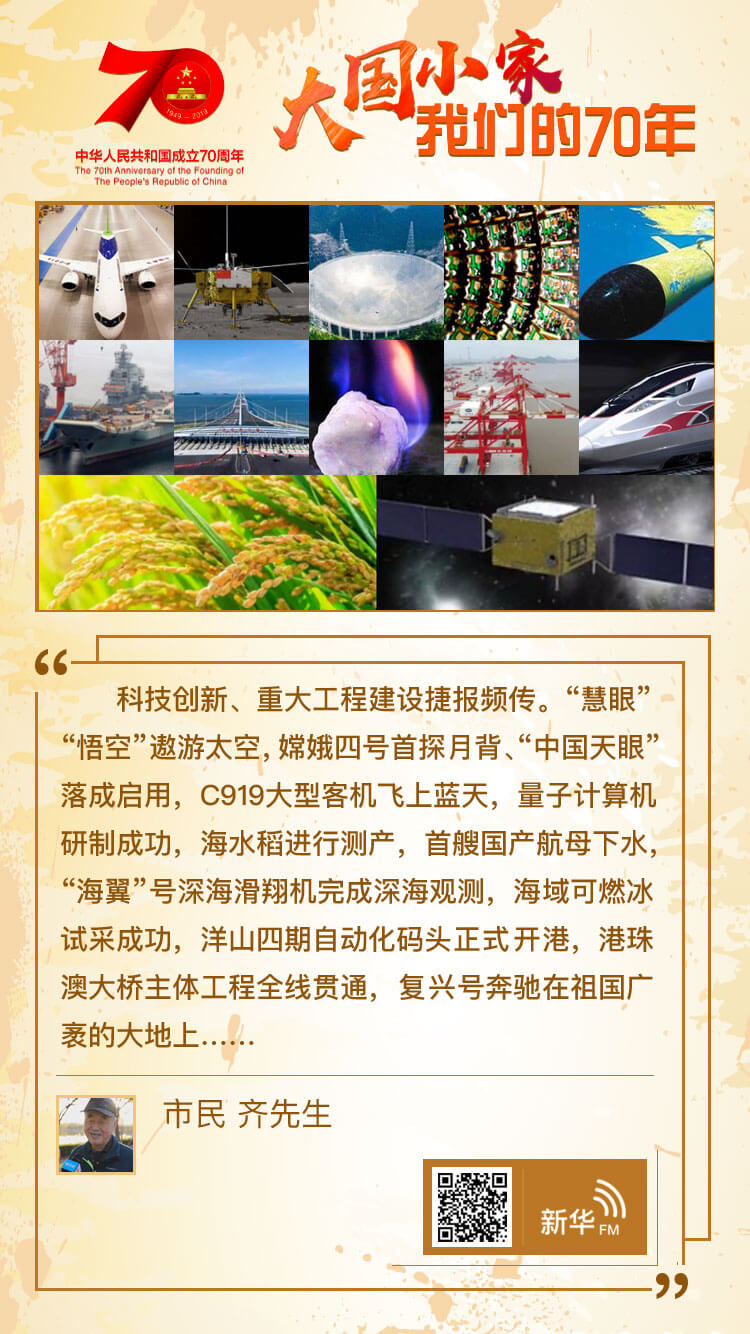 70
1949-2019
中华人民共和国成立70周年
The 70th Anniversary of the Founding of
The People's Republic of China
大国小家
我们的70年
“
科技创新、重大工程建设捷报频传。“慧眼”
“悟空”遨游太空，嫦娥四号首探月背、“中国天眼”
落成启用，C919大型客机飞上蓝天，量子计算机
研制成功，海水稻进行测产，首艘国产航母下水，
“海翼”号深海滑翔机完成深海观测，海域可燃冰
试采成功，洋山四期自动化码头正式开港，港珠
澳大桥主体工程全线贯通，复兴号奔驰在祖国广
袤的大地上……
市民 齐先生
新华FM
”